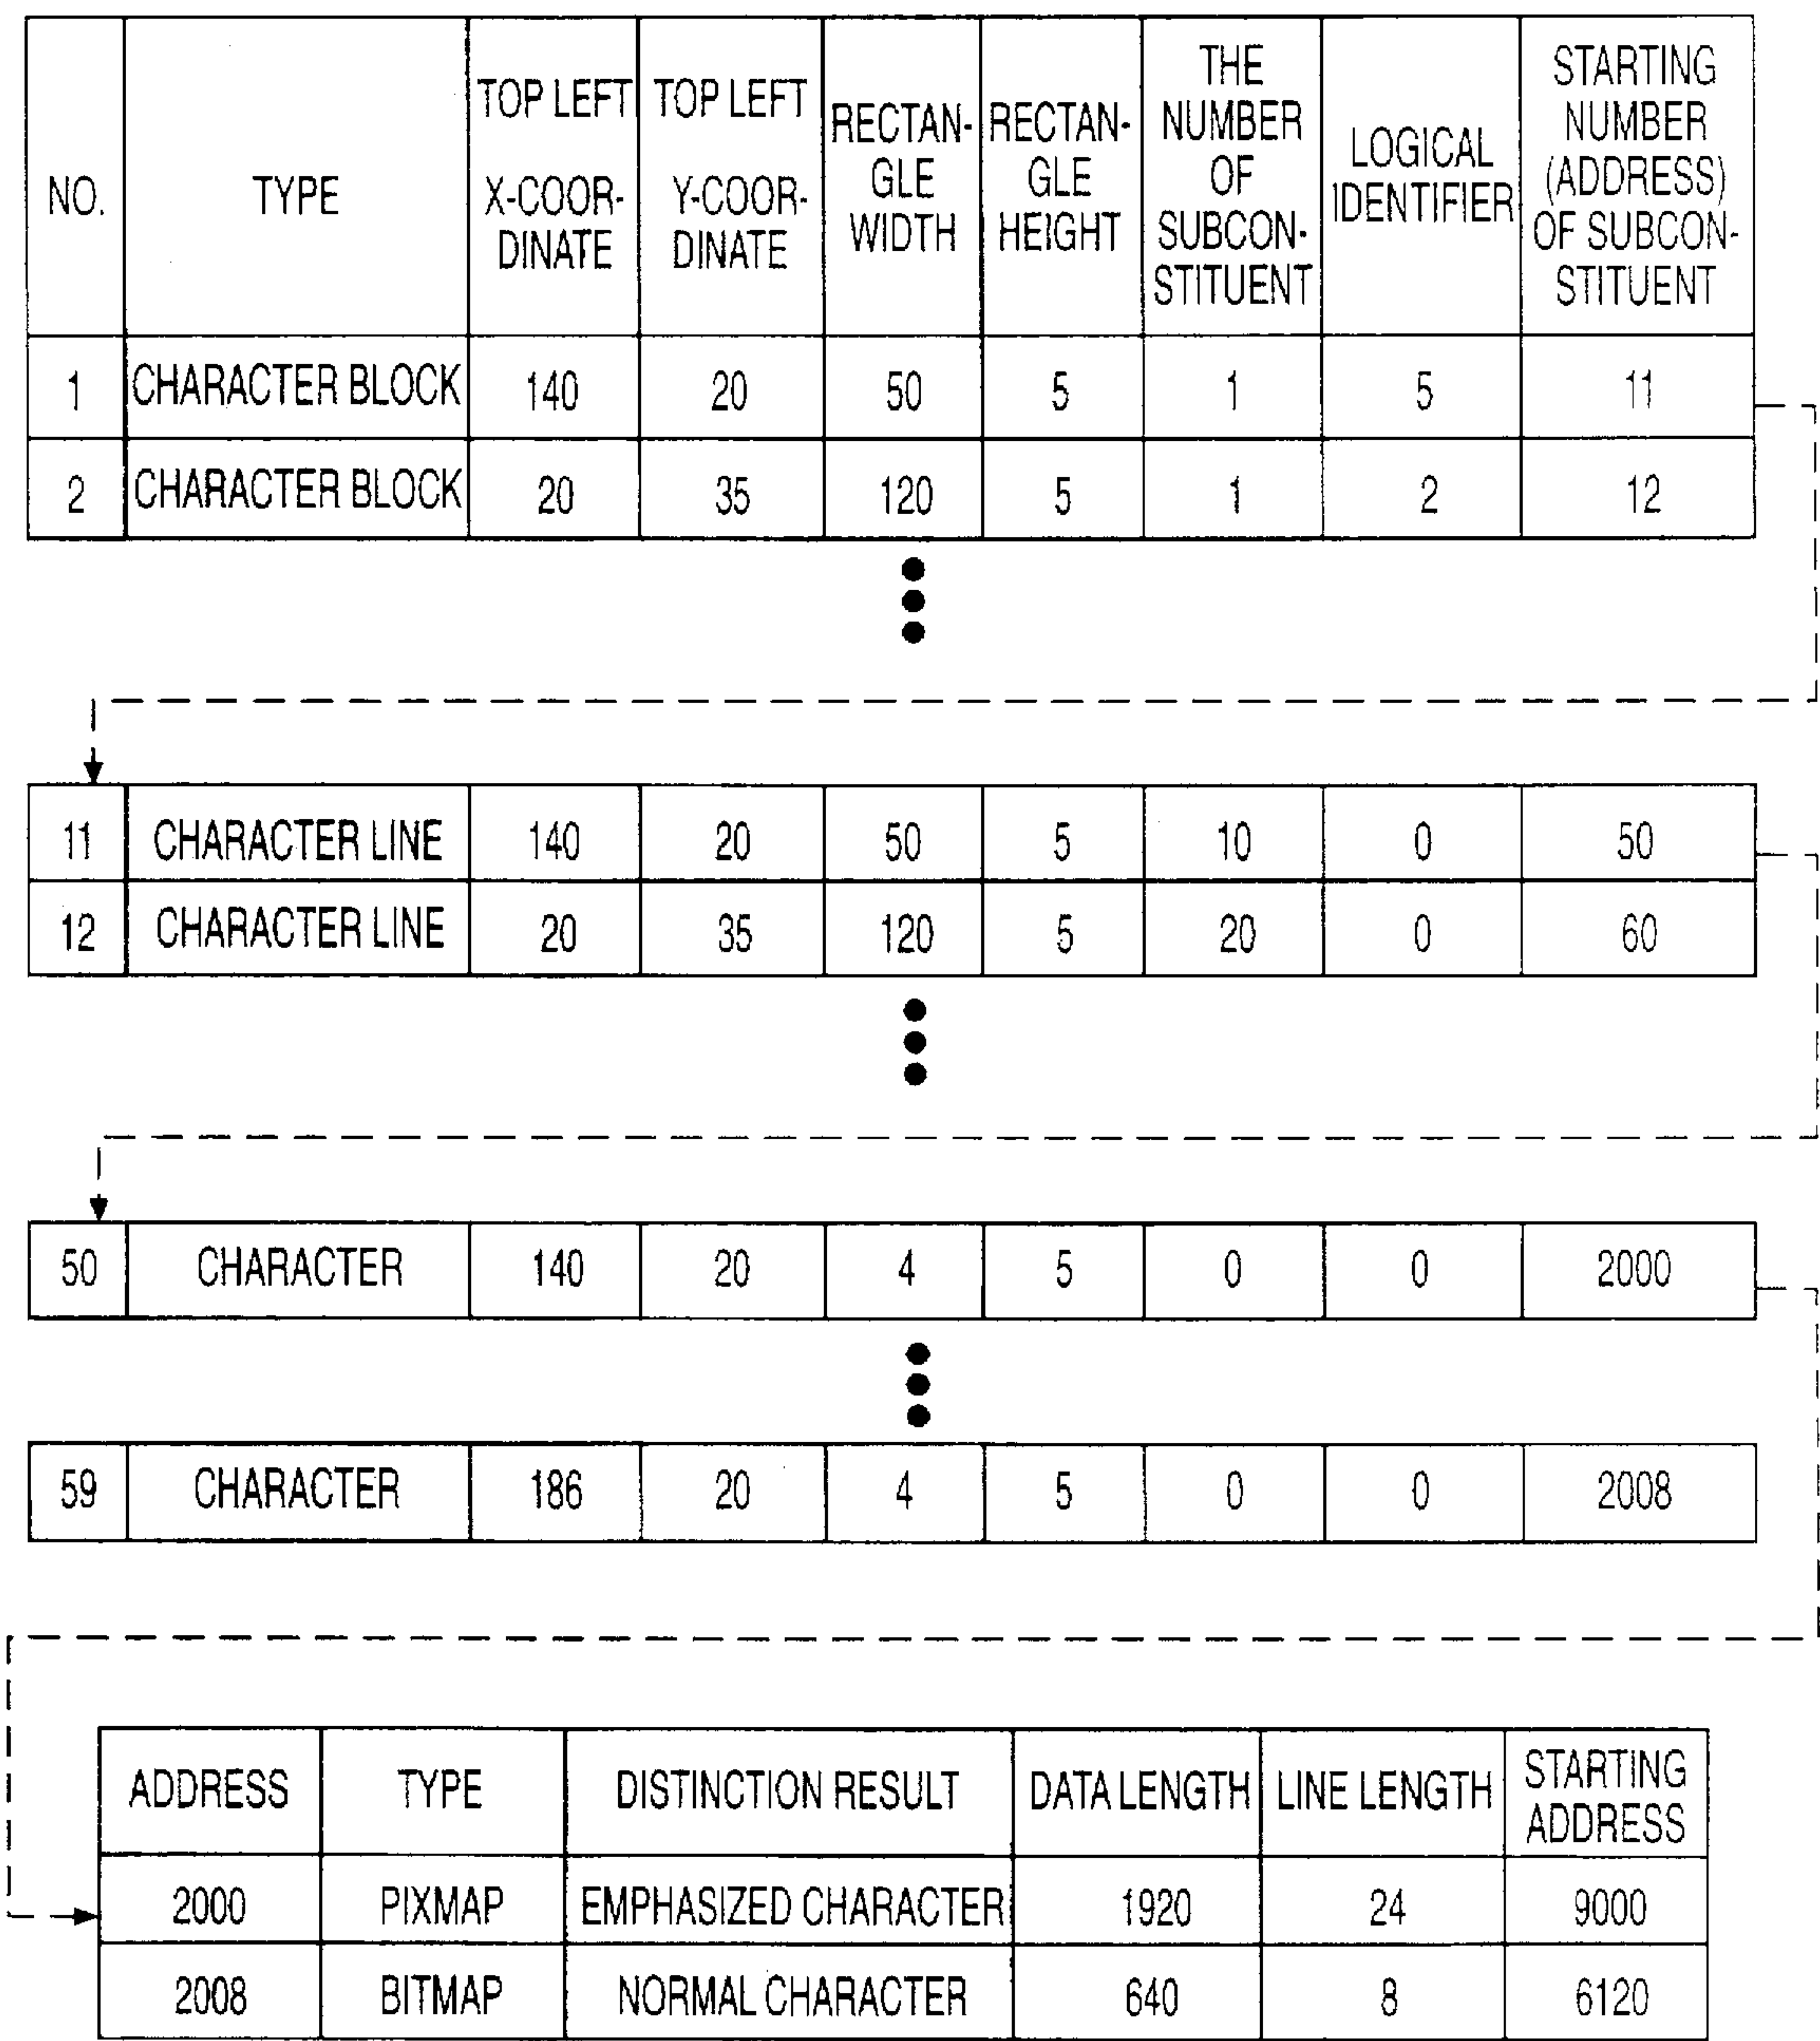 NO. TYPE TOP LEFT X-COOR-DINATE TOP LEFT Y-COOR-DINATE RECTAN-GLE WIDTH RECTAN-GLE HEIGHT THE NUMBER OF SUBCON-STITUENT LOGICAL IDENTIFIER STARTING NUMBER (ADDRESS) OF SUBCON-STITUENT
1 CHARACTER BLOCK 140 20 50 5 1 5 11
2 CHARACTER BLOCK 20 35 120 5 1 2 12
11 CHARACTER LINE 140 20 50 5 10 0 50
12 CHARACTER LINE 20 35 120 5 20 0 60
50 CHARACTER 140 20 4 5 0 0 2000
59 CHARACTER 186 20 4 5 0 0 2008
ADDRESS TYPE DISTINCTION RESULT DATA LENGTH LINE LENGTH STARTING ADDRESS
2000 PIXMAP EMPHASIZED CHARACTER 1920 24 9000
2008 BITMAP NORMAL CHARACTER 640 8 6120